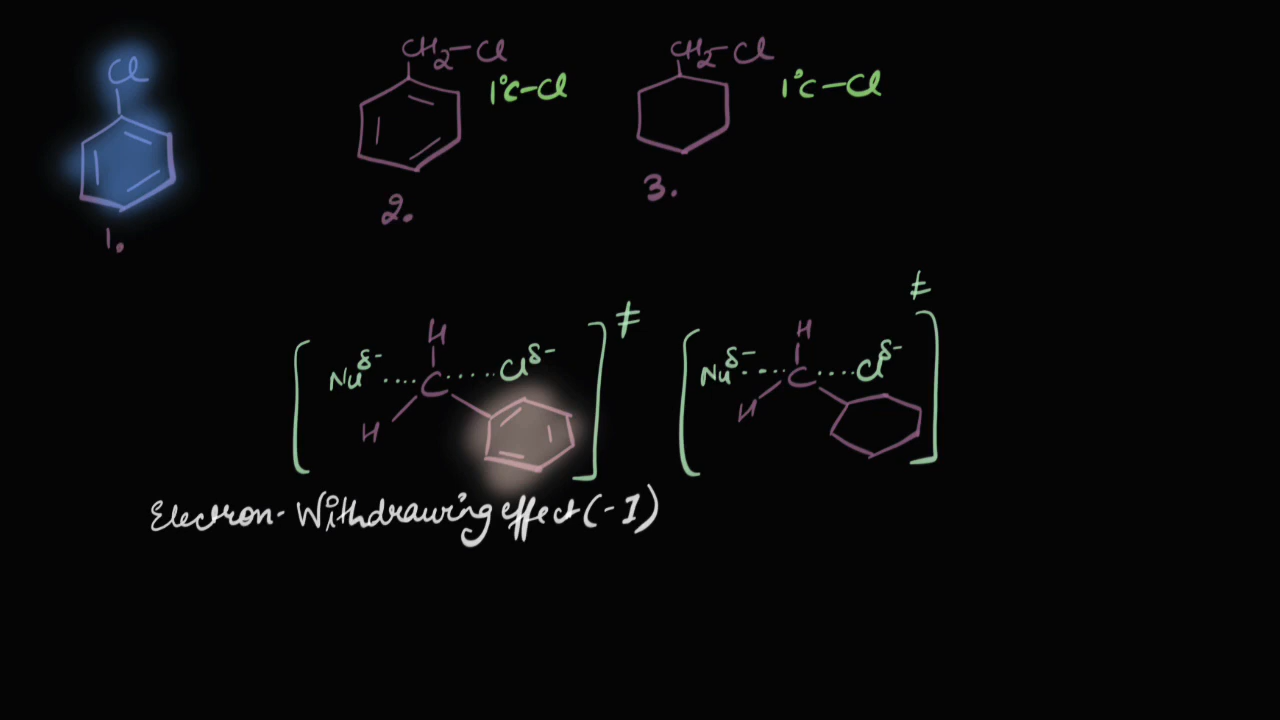 Cl
1.
CH2-Cl
1°C-Cl
2.
CH2-Cl
1°C-Cl
3.
[Nuδ- ....C.....Clδ-]‡
H
H
[Nuδ- ....C....Clδ-]‡
H
H
Electron-Withdrawing effect (-I)